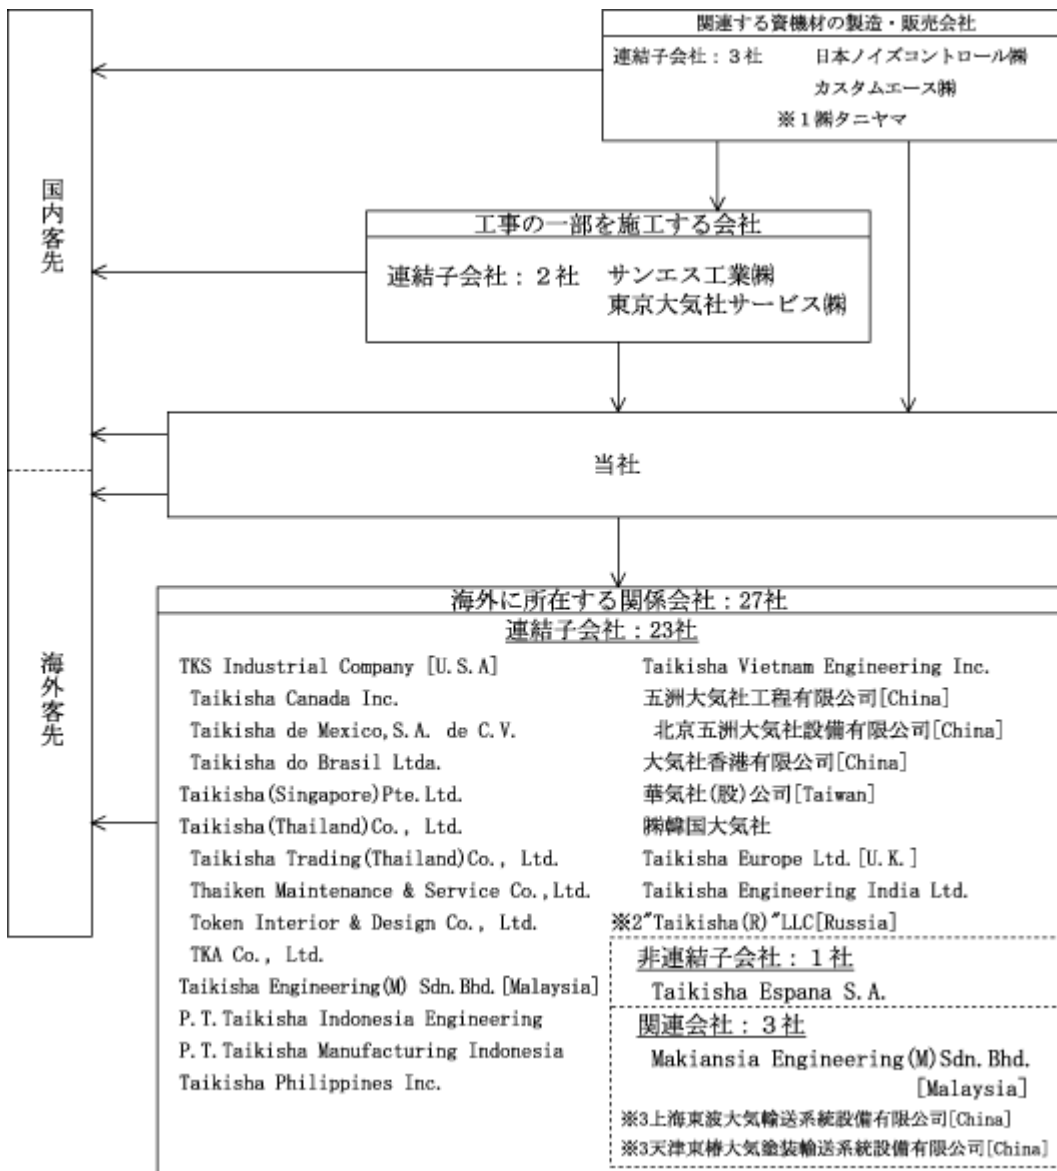 関連する資機材の製造・販売会社
連結子会社：３社　日本ノイズコントロール㈱
カスタムエース㈱
※１㈱タニヤマ
国内客先
工事の一部を施工する会社
連結子会社：２社　サンエス工業㈱
東京大気社サービス㈱
当社
海外客先
海外に所在する関係会社：27社
連結子会社：23社
TKS Industrial Company [U.S.A]
Taikisha Canada Inc.
Taikisha de Mexico,S.A. de C.V.
Taikisha do Brasil Ltda.
Taikisha(Singapore)Pte.Ltd.
Taikisha(Thailand)Co., Ltd.
Taikisha Trading(Thailand)Co., Ltd.
Thaiken Maintenance & Service Co.,Ltd.
Token Interior & Design Co., Ltd.
TKA Co., Ltd.
Taikisha Engineering(M) Sdn.Bhd.[Malaysia]
P.T.Taikisha Indonesia Engineering
P.T.Taikisha Manufacturing Indonesia
Taikisha Philippines Inc.
Taikisha Vietnam Engineering Inc.
五洲大気社工程有限公司[China]
北京五洲大気社設備有限公司[China]
大気社香港有限公司[China]
華気社(股)公司[Taiwan]
㈱韓国大気社
Taikisha Europe Ltd.[U.K.]
Taikisha Engineering India Ltd.
※2"Taikisha(R)"LLC[Russia]
非連結子会社：１社
Taikisha Espana S.A.
関連会社：３社
Makiansia Engineering(M)Sdn.Bhd.
[Malaysia]
※3上海東波大気輸送系統設備有限公司[China]
※3天津東椿大気塗装輸送系統設備有限公司[China]